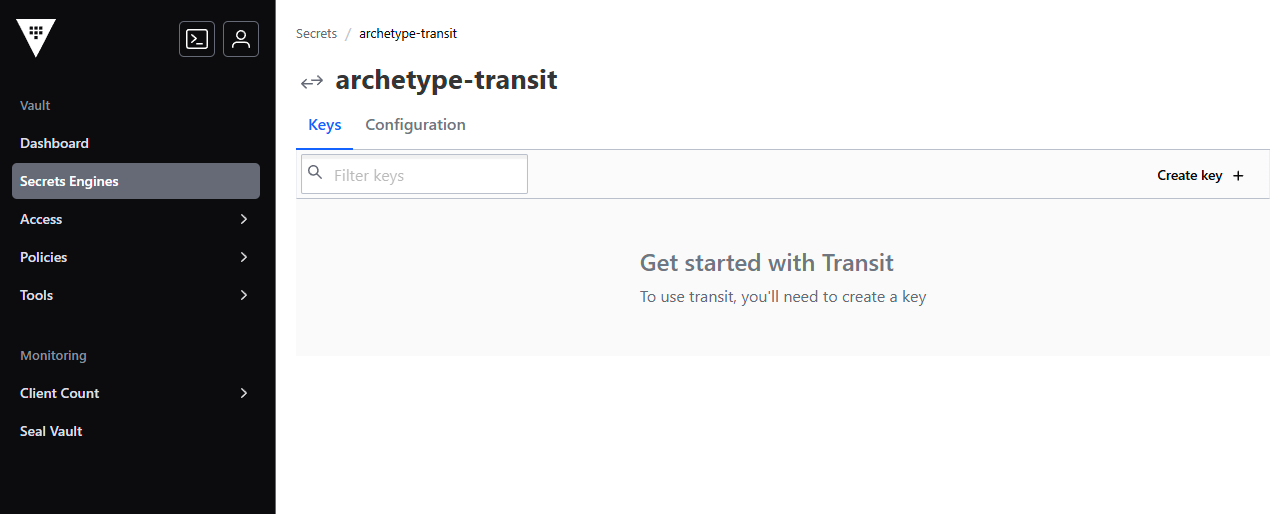 Vault
Dashboard
Secrets Engines
Access
Policies
Tools
Monitoring
Client Count
Seal Vault
Secrets / archetype-transit
archetype-transit
Keys Configuration
Filter keys Create key +
Get started with Transit
To use transit, you'll need to create a key